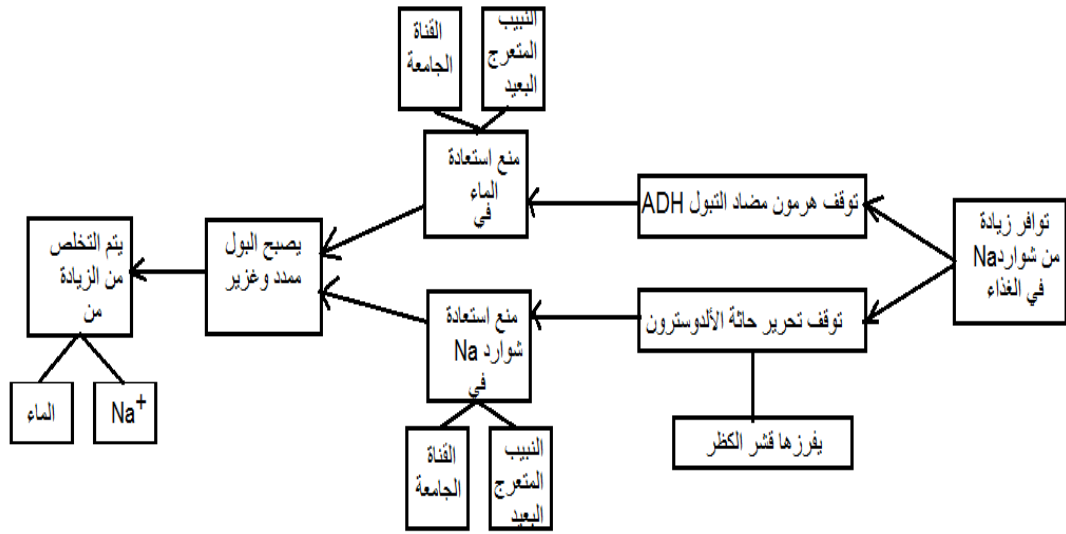 توافر زيادة
من شواردNa
في الغذاء
توقف هرمون مضاد التبول ADH
توقف تحرير حاثة الألدوسترون
يفرزها قشر الكظر
النبيب
المتعرج
البعيد
القناة
الجامعة
منع استعادة
الماء
في
منع استعادة
شوارد Na
في
النبيب
المتعرج
البعيد
القناة
الجامعة
يصبح البول
ممدد وغزير
يتم التخلص
من الزيادة
من
Na+
الماء